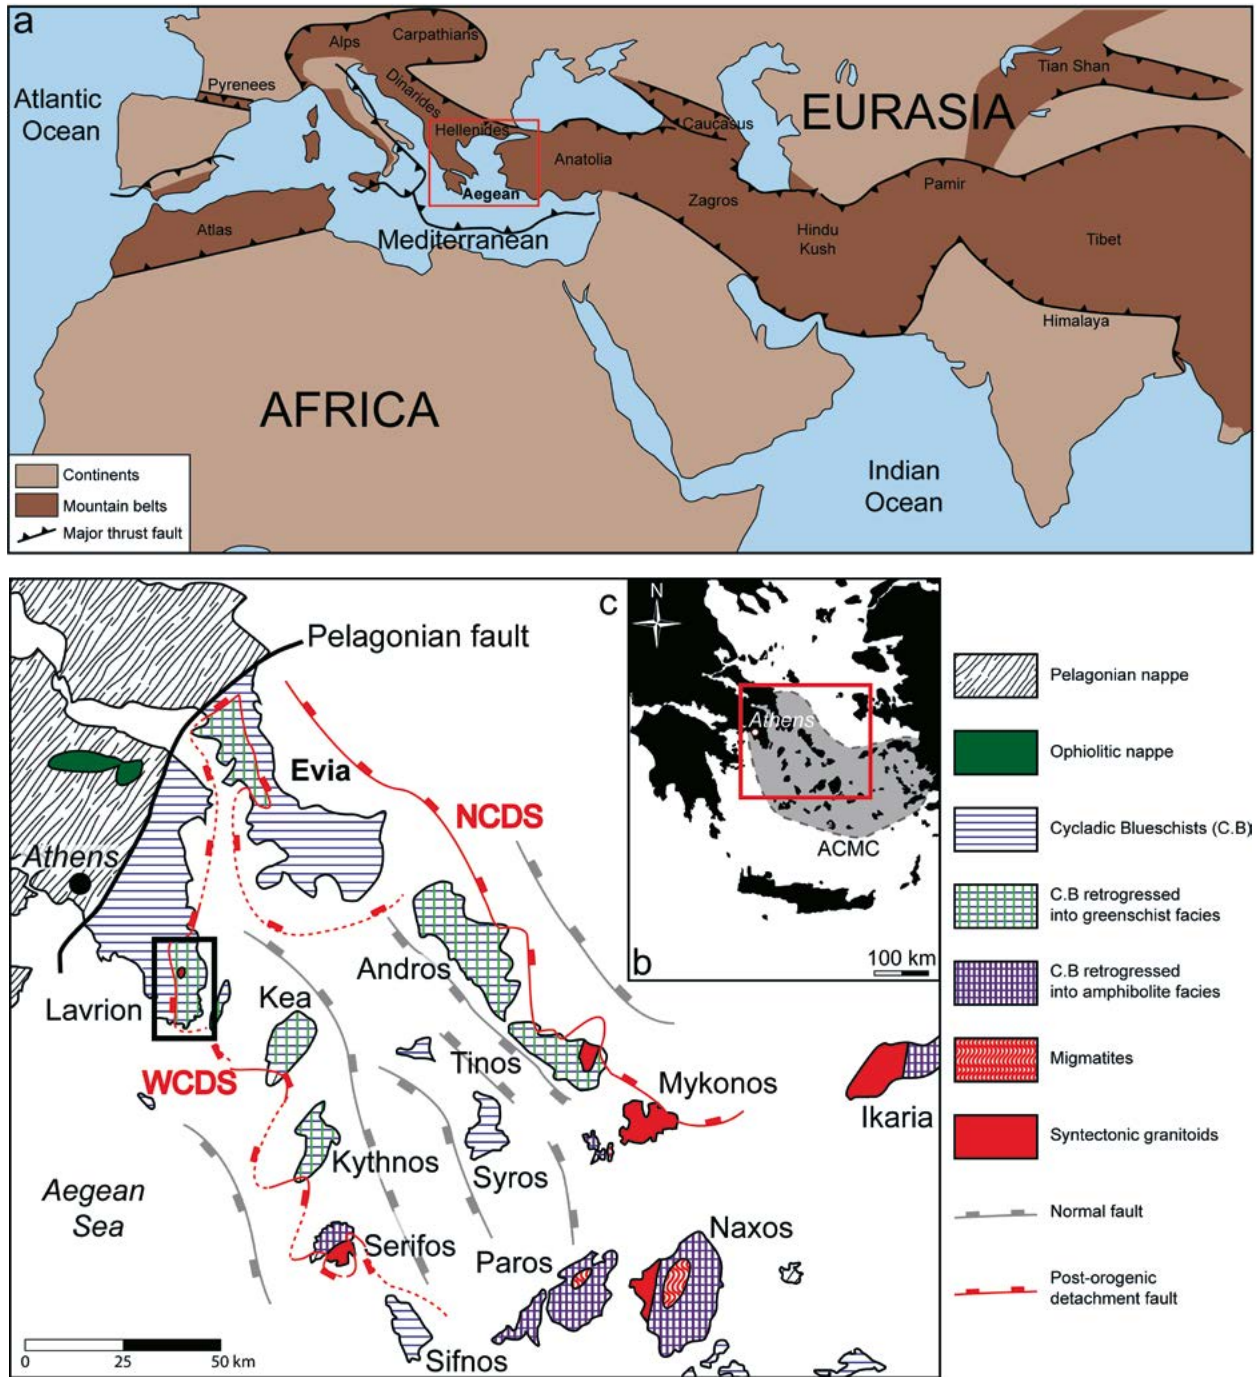 a
Alps
Carpathians
Pyrenees
Dinarides
Tian Shan
Atlantic
Ocean
EURASIA
Hellenides
Caucasus
Anatolia
Aegean
Pamir
Zagros
Atlas
Hindu
Kush
Tibet
Mediterranean
Himalaya
AFRICA
Indian
Ocean
Continents
Mountain belts
Major thrust fault
c
N
Pelagonian fault
Athens
ACMC
b
100 km
Evia
NCDS
Athens
Andros
Lavrion
Kea
Tinos
WCDS
Mykonos
Ikaria
Kythnos
Syros
Aegean
Sea
Serifos
Paros
Naxos
Sifnos
0
25
50 km
Pelagonian nappe
Ophiolitic nappe
Cycladic Blueschists (C.B)
C.B retrogressed
into greenschist facies
C.B retrogressed
into amphibolite facies
Migmatites
Syntectonic granitoids
Normal fault
Post-orogenic
detachment fault